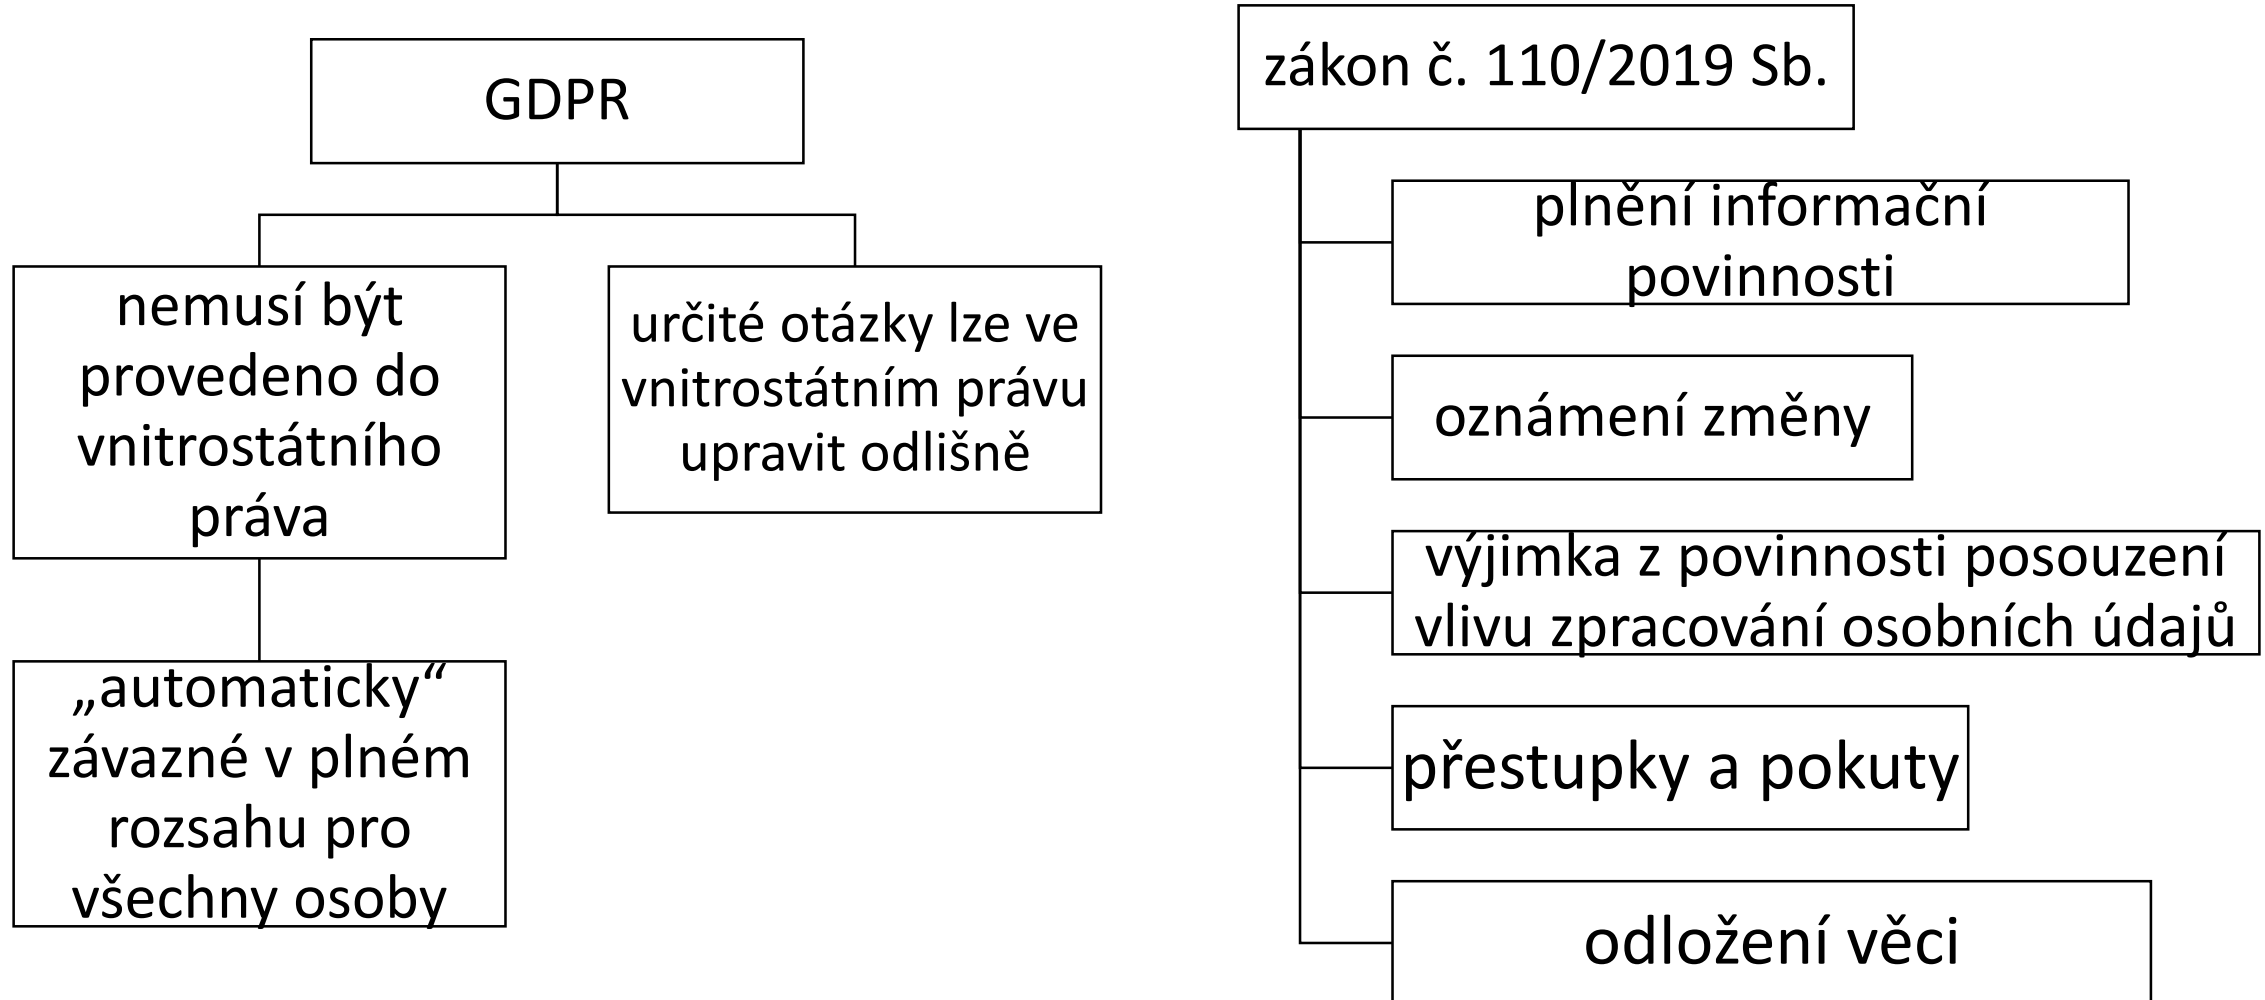 GDPR
nemusí být
provedeno do
vnitrostátního
práva
„automaticky“
závazné v plném
rozsahu pro
všechny osoby
určité otázky lze ve
vnitrostátním právu
upravit odlišně
zákon č. 110/2019 Sb.
plnění informační
povinnosti
oznámení změny
výjimka z povinnosti posouzení
vlivu zpracování osobních údajů
přestupky a pokuty
odložení věci